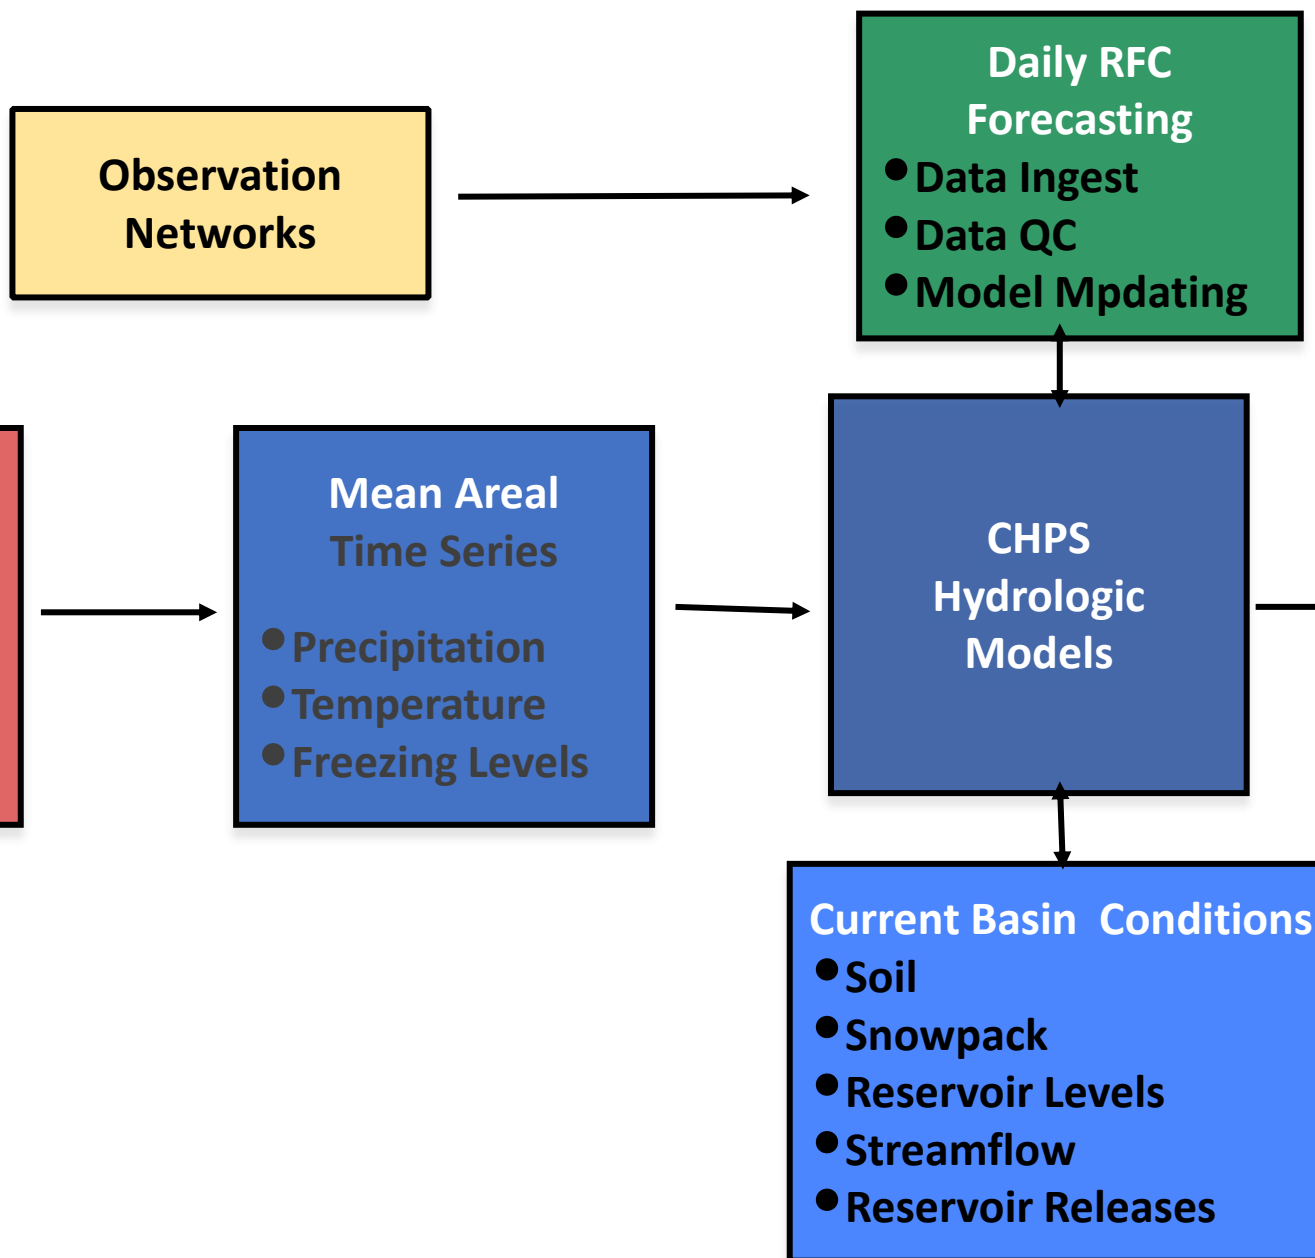 Observation
Networks
Daily RFC
Forecasting
● Data Ingest
● Data QC
● Model Mpdating
Mean Areal
Time Series
● Precipitation
● Temperature
● Freezing Levels
CHPS
Hydrologic
Models
Current Basin  Conditions
● Soil
● Snowpack
● Reservoir Levels
● Streamflow
● Reservoir Releases